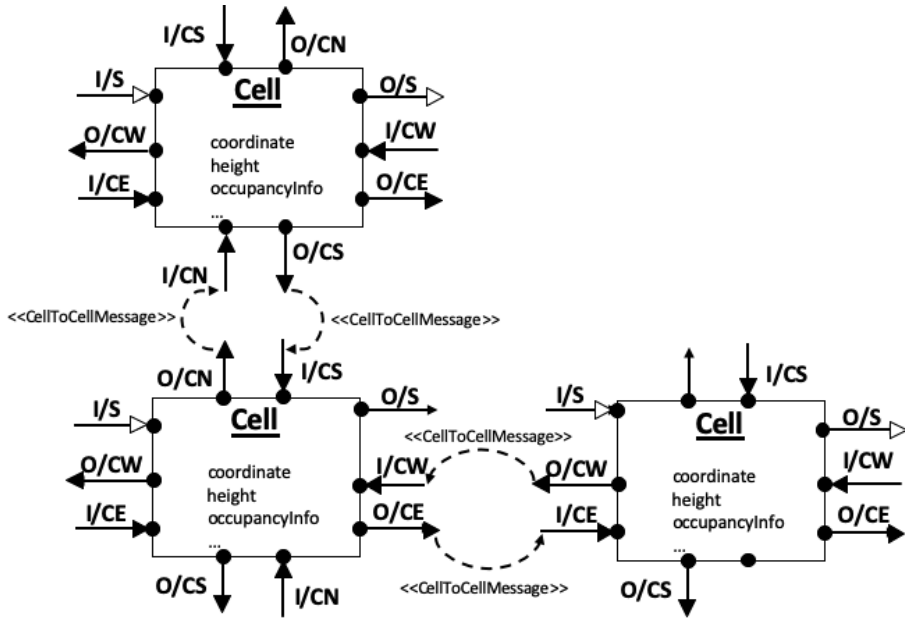 I/CS
O/CN
I/S
Cell
O/S
O/CW
coordinate
I/CW
height
I/CE
occupancyInfo
O/CE
...
O/CS
I/CN
<<CellToCellMessage>>
<<CellToCellMessage>>
O/CN
I/CS
I/S
Cell
O/S
O/CW
coordinate
I/CW
height
I/CE
occupancyInfo
O/CE
...
O/CS
I/CN
<<CellToCellMessage>>
<<CellToCellMessage>>
I/CS
I/S
Cell
O/S
O/CW
coordinate
I/CW
height
I/CE
occupancyInfo
O/CE
...
O/CS